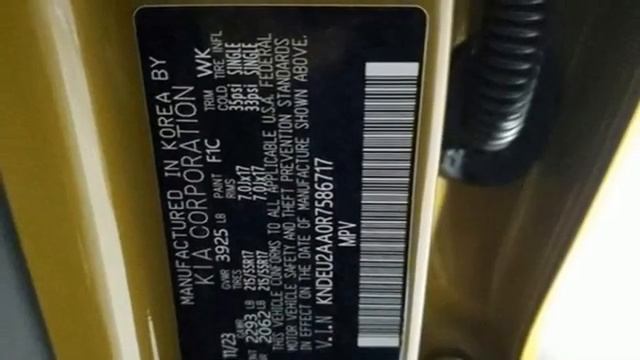 MANUFACTURED IN KOREA BY
KIA CORPORATION
11/23 GVWR 3925 LB PAINT F1C TRIM WK
TIRES RIMS COLD TIRE INFL
2293 LB 215/55R17 7.0Jx17 35psi SINGLE
2062 LB 215/55R17 7.0Jx17 33psi SINGLE
THIS VEHICLE CONFORMS TO ALL APPLICABLE U.S.A. FEDERAL
MOTOR VEHICLE SAFETY AND THEFT PREVENTION STANDARDS
IN EFFECT ON THE DATE OF MANUFACTURE SHOWN ABOVE.
V.I.N KNDEU2AA0R7586717
MPV